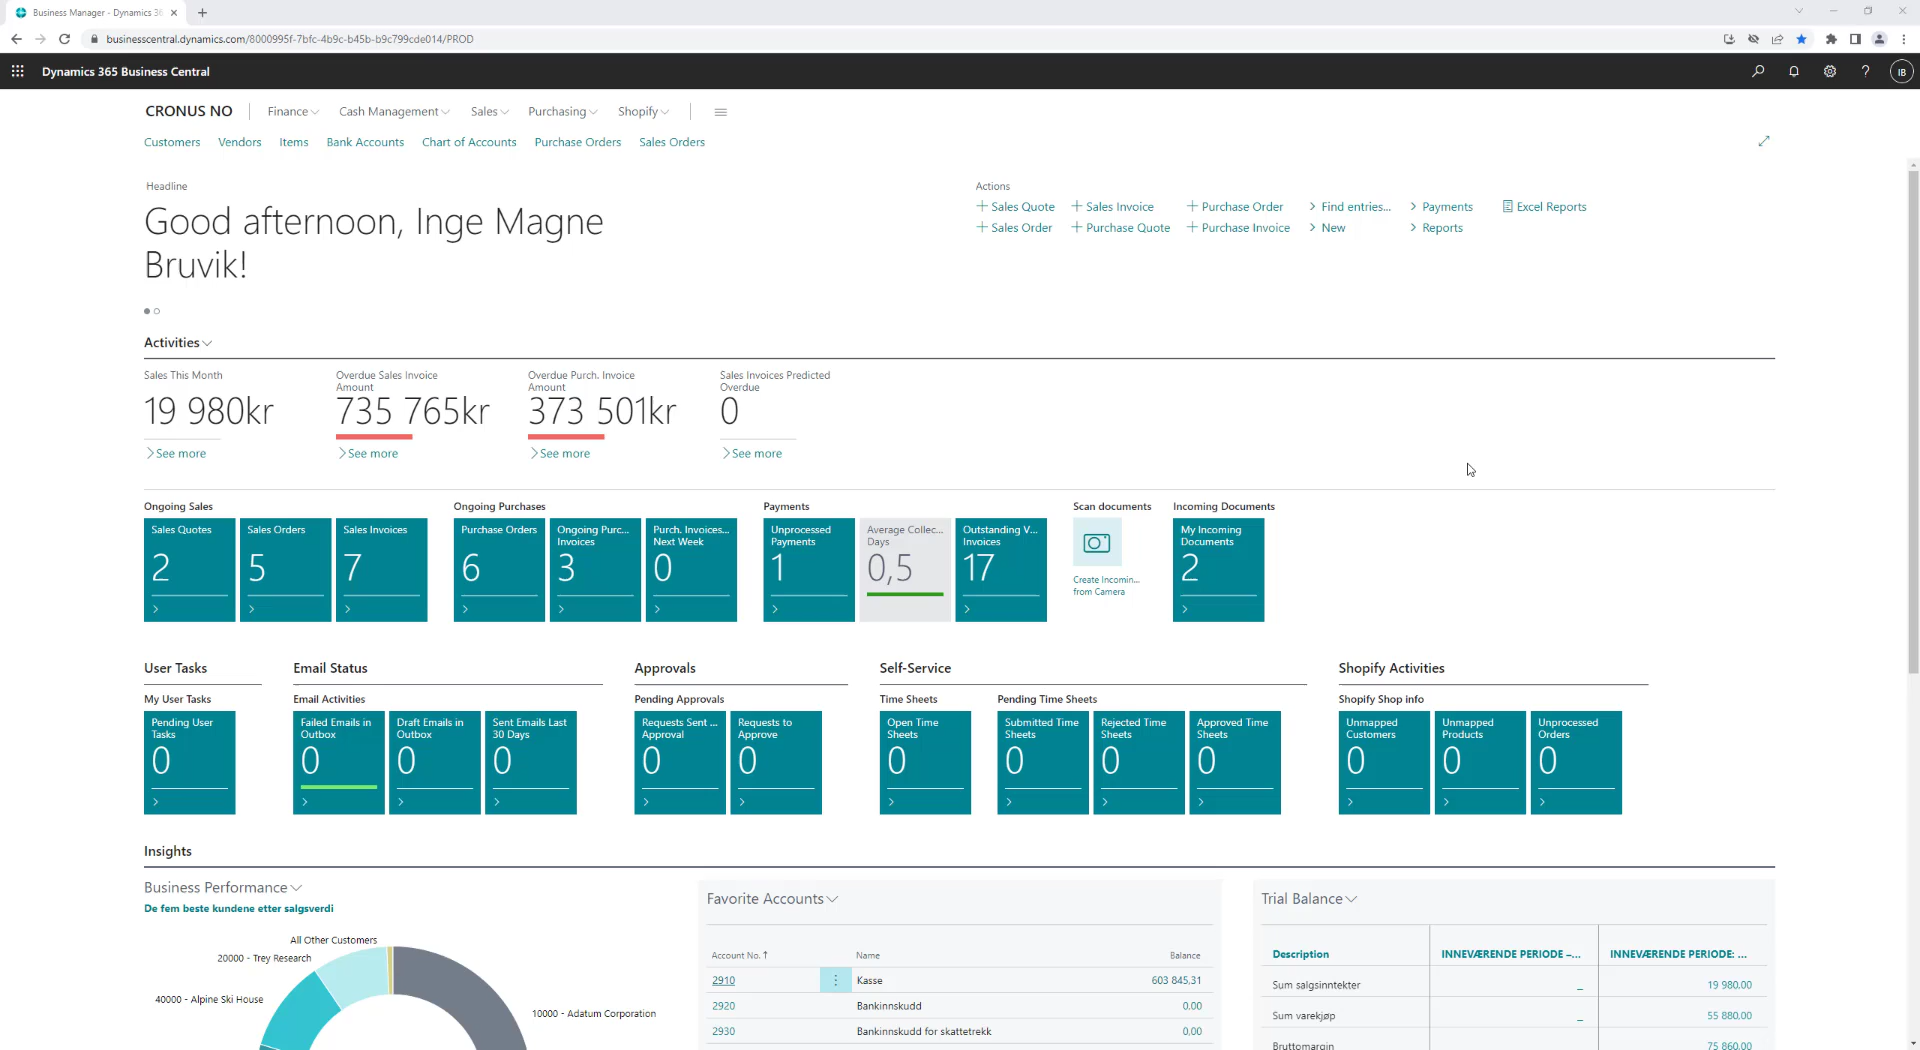 Business Manager - Dynamics 36
businesscentral.dynamics.com/8000995f-7bfc-4b9c-b45b-b9c799cde014/PROD
Dynamics 365 Business Central
IB
CRONUS NO
Finance
Cash Management
Sales
Purchasing
Shopify
Customers
Vendors
Items
Bank Accounts
Chart of Accounts
Purchase Orders
Sales Orders
Headline
Good afternoon, Inge Magne
Bruvik!
Actions
Sales Quote
Sales Invoice
Purchase Order
Find entries...
Payments
Excel Reports
Sales Order
Purchase Quote
Purchase Invoice
New
Reports
Activities
Sales This Month
19 980kr
See more
Overdue Sales Invoice
Amount
735 765kr
See more
Overdue Purch. Invoice
Amount
373 501kr
See more
Sales Invoices Predicted
Overdue
0
See more
Ongoing Sales
Sales Quotes
2
Sales Orders
5
Sales Invoices
7
Ongoing Purchases
Purchase Orders
6
Ongoing Purc...
Invoices
3
Purch. Invoices...
Next Week
0
Payments
Unprocessed
Payments
1
Average Collec...
Days
0,5
Outstanding V...
Invoices
17
Scan documents
Create Incomin...
from Camera
Incoming Documents
My Incoming
Documents
2
User Tasks
My User Tasks
Pending User
Tasks
0
Email Status
Email Activities
Failed Emails in
Outbox
0
Draft Emails in
Outbox
0
Sent Emails Last
30 Days
0
Approvals
Pending Approvals
Requests Sent ...
Approval
0
Requests to
Approve
0
Self-Service
Time Sheets
Open Time
Sheets
0
Pending Time Sheets
Submitted Time
Sheets
0
Rejected Time
Sheets
0
Approved Time
Sheets
0
Shopify Activities
Shopify Shop info
Unmapped
Customers
0
Unmapped
Products
0
Unprocessed
Orders
0
Insights
Business Performance
De fem beste kundene etter salgsverdi
All Other Customers
20000 - Trey Research
40000 - Alpine Ski House
10000 - Adatum Corporation
Favorite Accounts
Account No. ↑ Name Balance
2910 Kasse 603 845,31
2920 Bankinnskudd 0,00
2930 Bankinnskudd for skattetrekk 0,00
Trial Balance
Description INNEVÆRENDE PERIODE –... INNEVÆRENDE PERIODE: ...
Sum salgsinntekter _ 19 980,00
Sum varekjøp _ 55 880,00
Bruttomargin 75 860,00